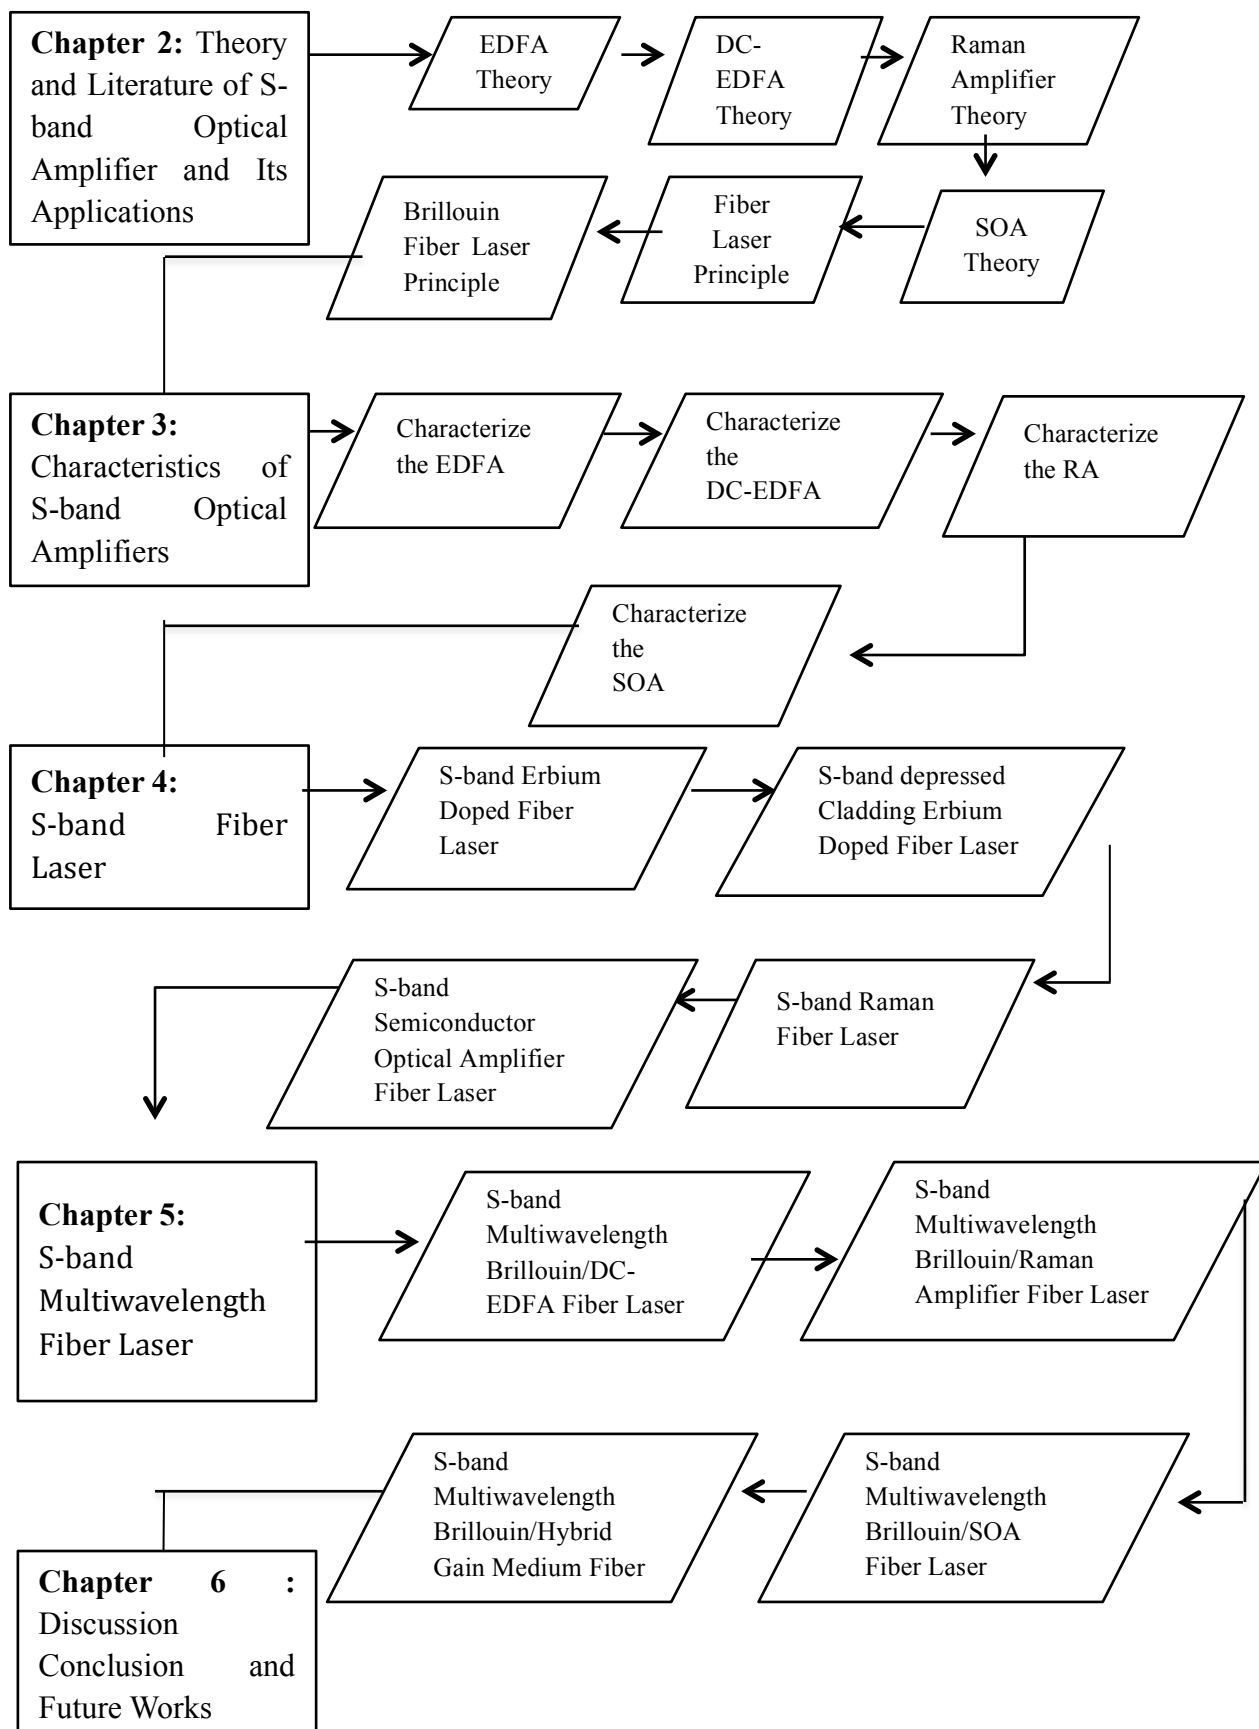 Chapter 2: Theory
and Literature of S-
band Optical
Amplifier and Its
Applications
EDFA
Theory
DC-
EDFA
Theory
Raman
Amplifier
Theory
SOA
Theory
Fiber
Laser
Principle
Brillouin
Fiber Laser
Principle
Chapter 3:
Characteristics of
S-band Optical
Amplifiers
Characterize
the EDFA
Characterize
the
DC-EDFA
Characterize
the RA
Characterize
the
SOA
Chapter 4:
S-band Fiber
Laser
S-band Erbium
Doped Fiber
Laser
S-band depressed
Cladding Erbium
Doped Fiber Laser
S-band Raman
Fiber Laser
S-band
Semiconductor
Optical Amplifier
Fiber Laser
Chapter 5:
S-band
Multiwavelength
Fiber Laser
S-band
Multiwavelength
Brillouin/DC-
EDFA Fiber Laser
S-band
Multiwavelength
Brillouin/Raman
Amplifier Fiber Laser
S-band
Multiwavelength
Brillouin/SOA
Fiber Laser
S-band
Multiwavelength
Brillouin/Hybrid
Gain Medium Fiber
Chapter 6 :
Discussion
Conclusion and
Future Works